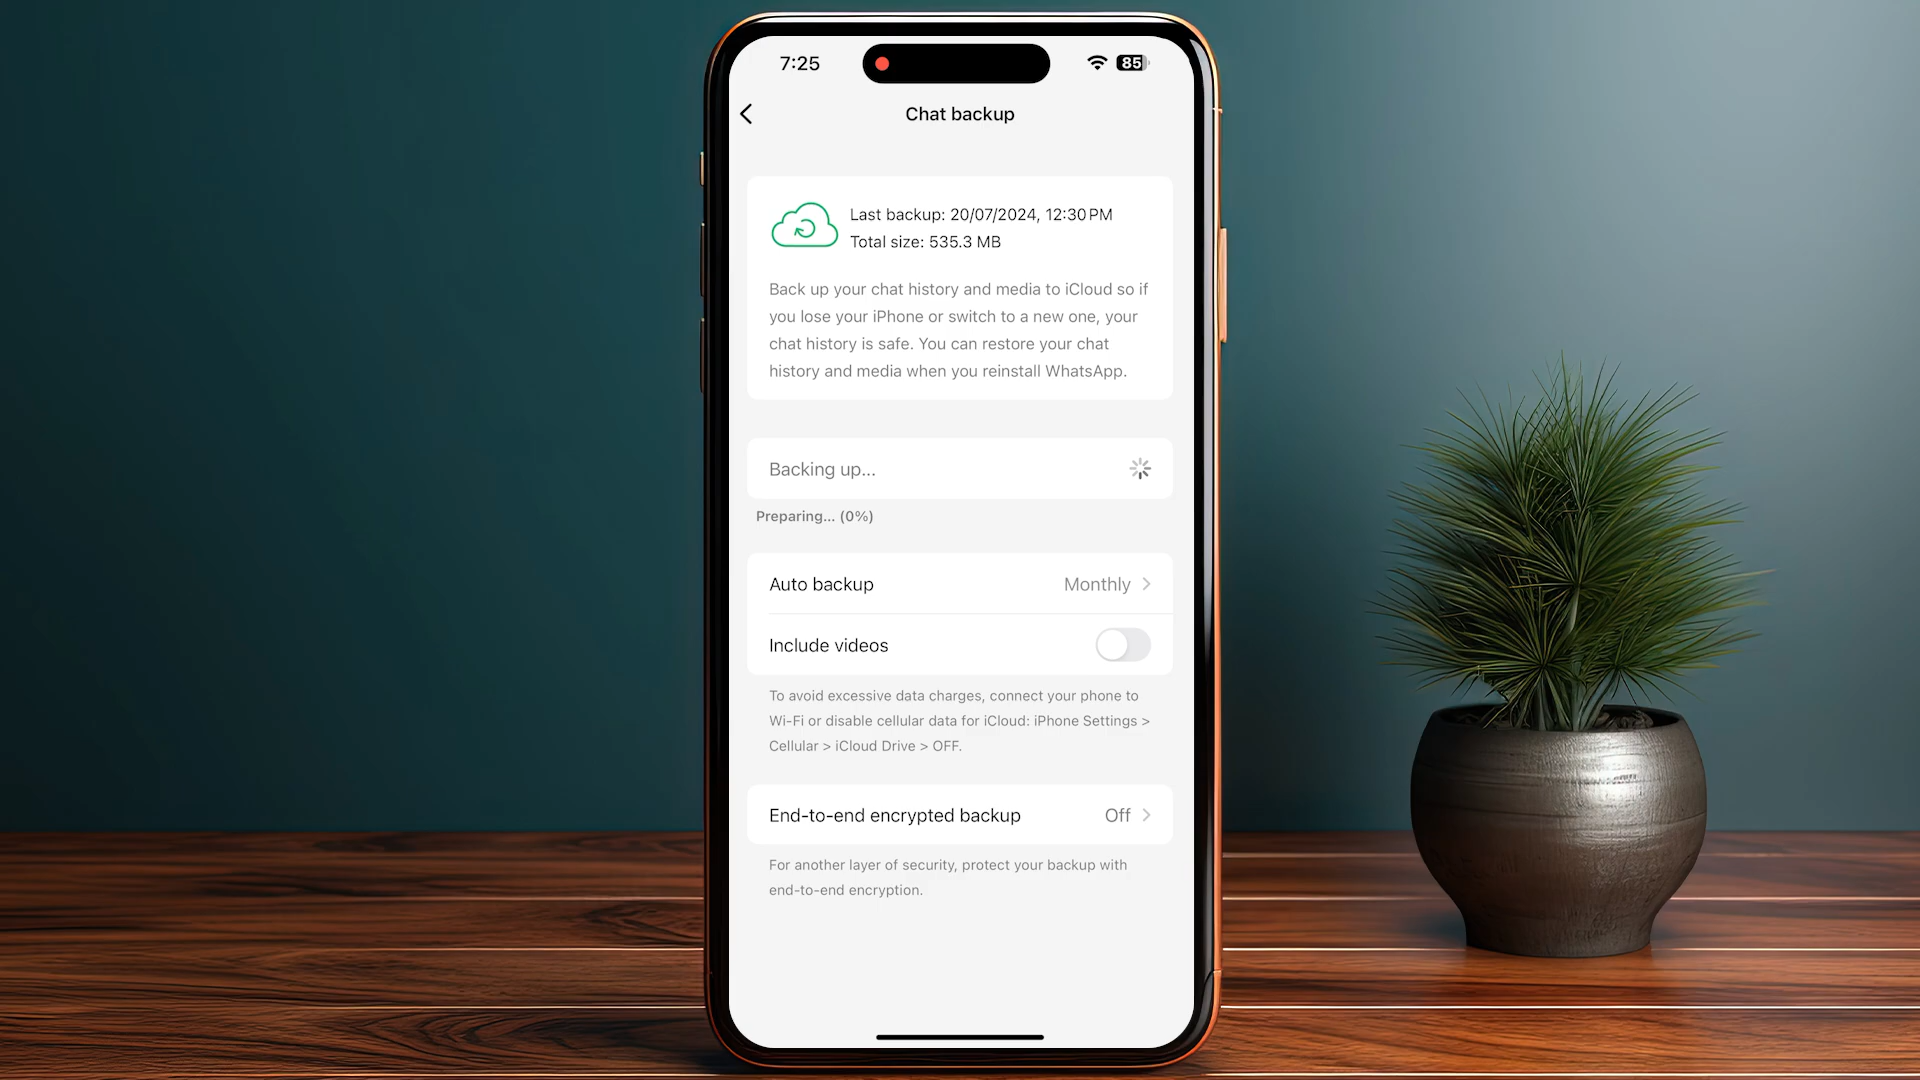 7:25
85
Chat backup
Last backup: 20/07/2024, 12:30 PM
Total size: 535.3 MB
Back up your chat history and media to iCloud so if
you lose your iPhone or switch to a new one, your
chat history is safe. You can restore your chat
history and media when you reinstall WhatsApp.
Backing up...
Preparing... (0%)
Auto backup Monthly
Include videos
To avoid excessive data charges, connect your phone to
Wi-Fi or disable cellular data for iCloud: iPhone Settings >
Cellular > iCloud Drive > OFF.
End-to-end encrypted backup Off
For another layer of security, protect your backup with
end-to-end encryption.